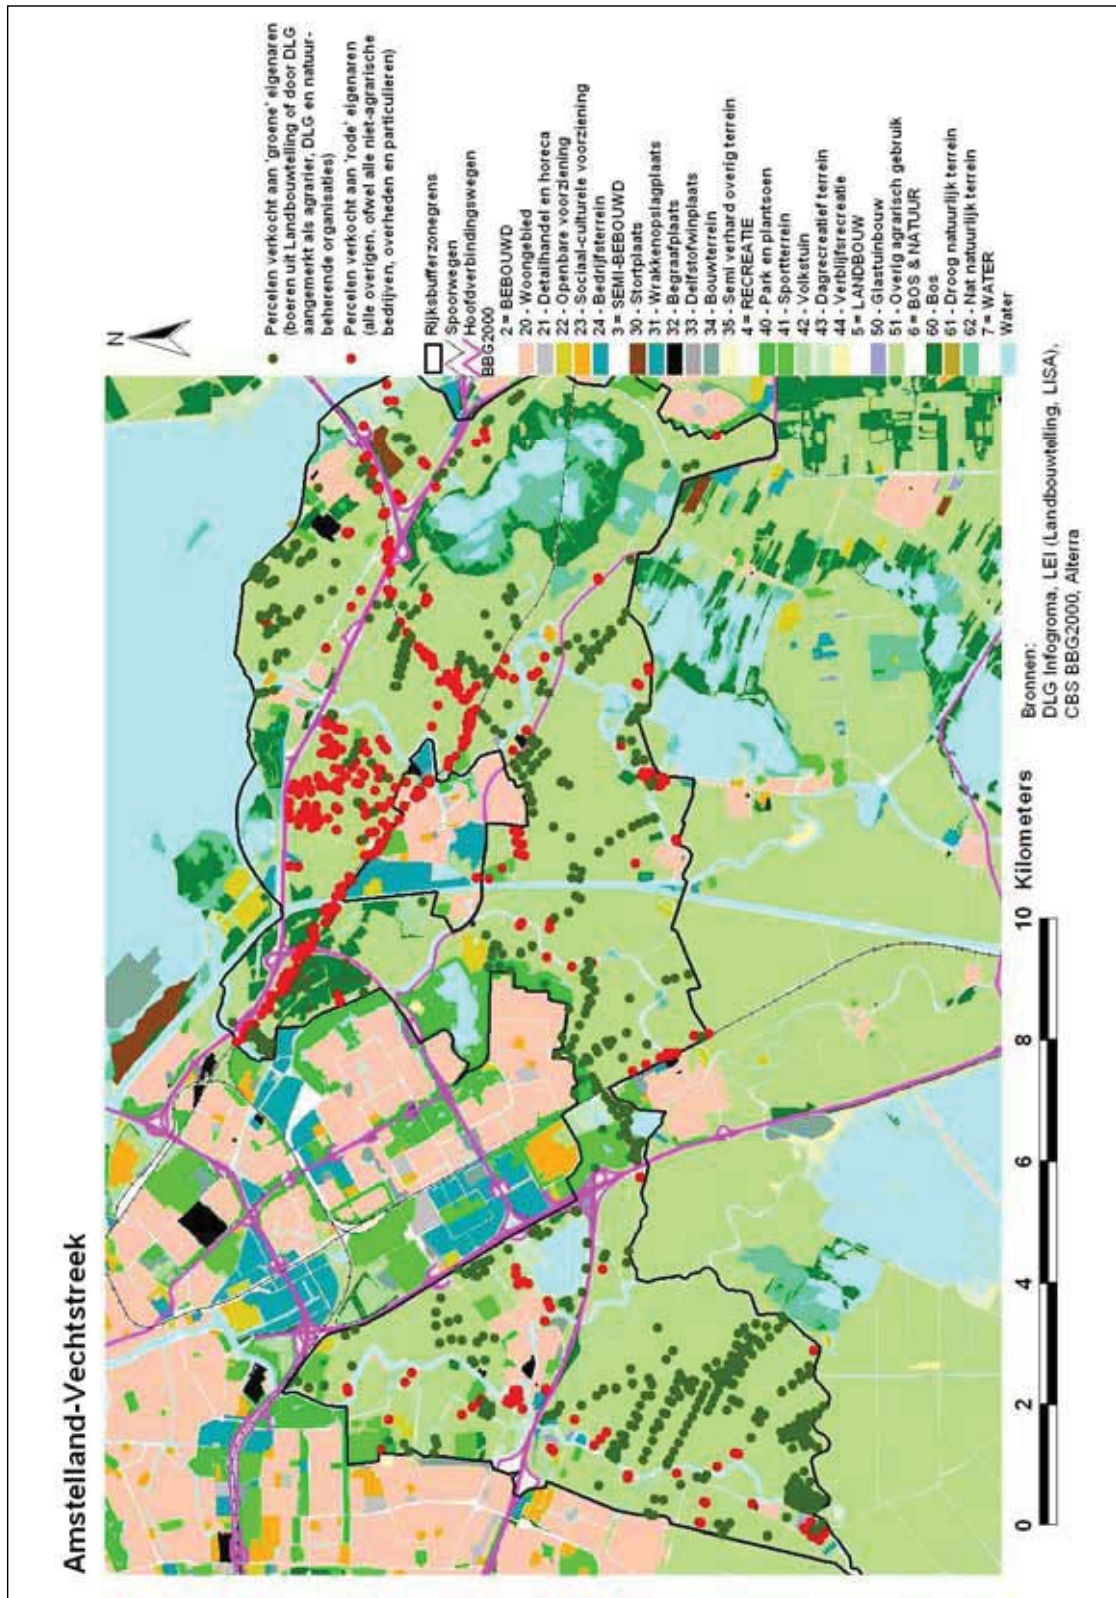 Amstelland-Vechtstreek
N
Percelen verkocht aan 'groene' eigenaren
(boeren uit Landbouwtelling of door DLG
aangemerkt als agrarier, DLG en natuur-
beherende organisaties)
Percelen verkocht aan 'rode' eigenaren
(alle overigen, ofwel alle niet-agrarische
bedrijven, overheden en particulieren)
Rijksbufferzonegrens
Spoorwegen
Hoofdverbindingswegen
BBG2000
2 = BEBOUWD
20 - Woongebied
21 - Detailhandel en horeca
22 - Openbare voorziening
23 - Sociaal-culturele voorziening
24 - Bedrijfsterrein
3 = SEMI-BEBOUWD
30 - Stortplaats
31 - Wrakkenopslagplaats
32 - Begraafplaats
33 - Delfstofwinplaats
34 - Bouwterrein
35 - Semi verhard overig terrein
4 = RECREATIE
40 - Park en plantsoen
41 - Sportterrein
42 - Volkstuin
43 - Dagrecreatief terrein
44 - Verblijfsrecreatie
5 = LANDBOUW
50 - Glastuinbouw
51 - Overig agrarisch gebruik
6 = BOS & NATUUR
60 - Bos
61 - Droog natuurlijk terrein
62 - Nat natuurlijk terrein
7 = WATER
Water
0 2 4 6 8 10 Kilometers
Bronnen:
DLG Infogroma, LEI (Landbouwtelling, LISA),
CBS BBG2000, Alterra